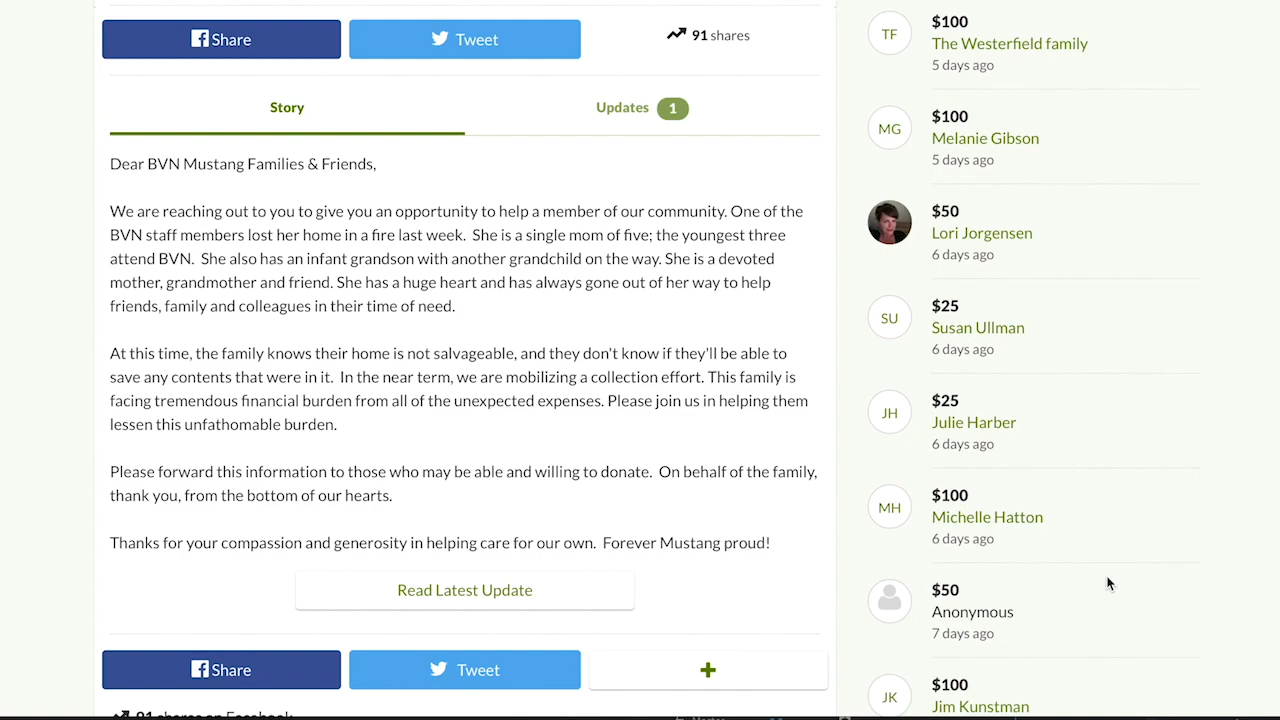 Share
Tweet
91 shares
Story
Updates 1
Dear BVN Mustang Families & Friends,
We are reaching out to you to give you an opportunity to help a member of our community. One of the
BVN staff members lost her home in a fire last week. She is a single mom of five; the youngest three
attend BVN. She also has an infant grandson with another grandchild on the way. She is a devoted
mother, grandmother and friend. She has a huge heart and has always gone out of her way to help
friends, family and colleagues in their time of need.
At this time, the family knows their home is not salvageable, and they don't know if they'll be able to
save any contents that were in it. In the near term, we are mobilizing a collection effort. This family is
facing tremendous financial burden from all of the unexpected expenses. Please join us in helping them
lessen this unfathomable burden.
Please forward this information to those who may be able and willing to donate. On behalf of the family,
thank you, from the bottom of our hearts.
Thanks for your compassion and generosity in helping care for our own. Forever Mustang proud!
Read Latest Update
Share
Tweet
91 shares on Facebook
TF
$100
The Westerfield family
5 days ago
MG
$100
Melanie Gibson
5 days ago
$50
Lori Jorgensen
6 days ago
SU
$25
Susan Ullman
6 days ago
JH
$25
Julie Harber
6 days ago
MH
$100
Michelle Hatton
6 days ago
$50
Anonymous
7 days ago
JK
$100
Jim Kunstman